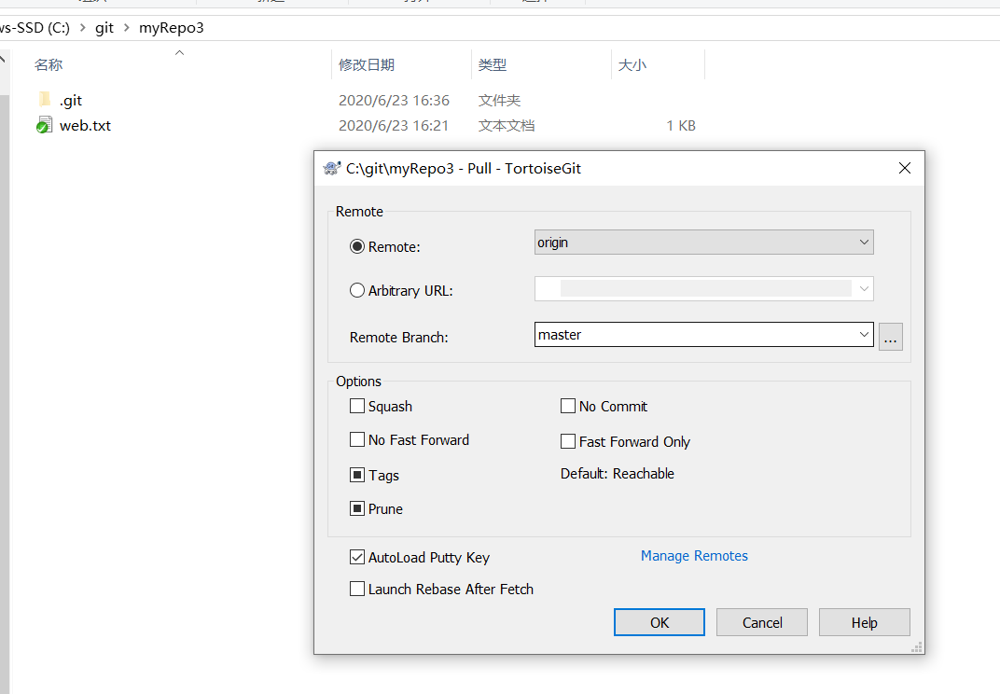 ws-SSD (C:) > git > myRepo3
名称 修改日期 类型 大小
.git 2020/6/23 16:36 文件夹
web.txt 2020/6/23 16:21 文本文档 1 KB
C:\git\myRepo3 - Pull - TortoiseGit
Remote
Remote: origin
Arbitrary URL:
Remote Branch: master ...
Options
Squash No Commit
No Fast Forward Fast Forward Only
Tags Default: Reachable
Prune
AutoLoad Putty Key Manage Remotes
Launch Rebase After Fetch
OK Cancel Help